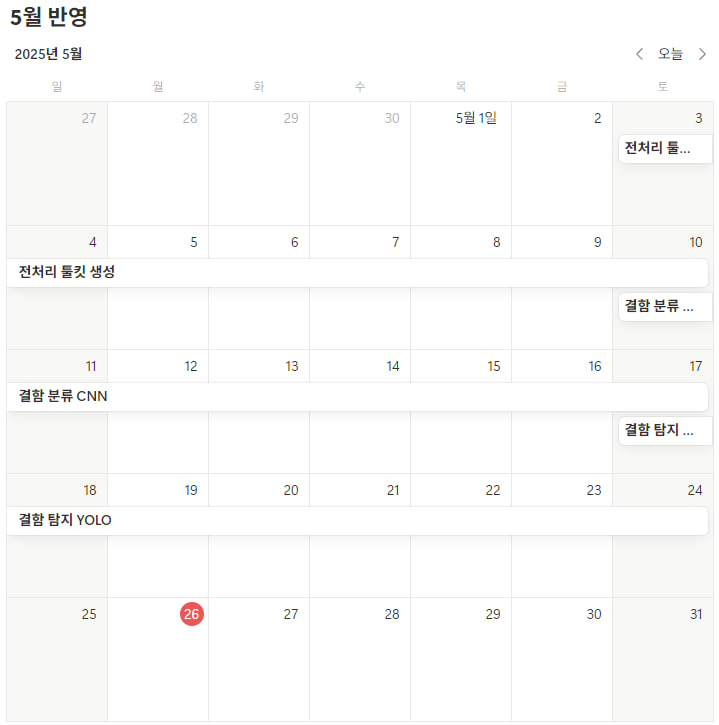 5월 반영
2025년 5월
오늘
일 월 화 수 목 금 토
27 28 29 30 5월 1일 2 3
전처리 툴...
4 5 6 7 8 9 10
전처리 툴킷 생성
결함 분류 ...
11 12 13 14 15 16 17
결함 분류 CNN
결함 탐지 ...
18 19 20 21 22 23 24
결함 탐지 YOLO
25 26 27 28 29 30 31